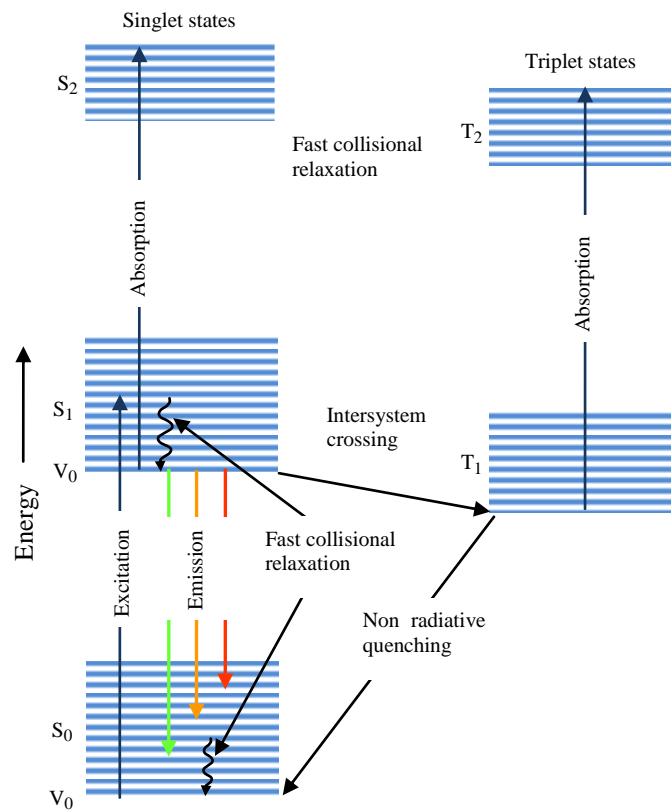 Singlet states
Triplet states
S2
T2
Fast collisional
relaxation
Absorption
Absorption
Energy
S1
V0
Intersystem
crossing
T1
Excitation
Emission
Fast collisional
relaxation
Non radiative
quenching
S0
V0